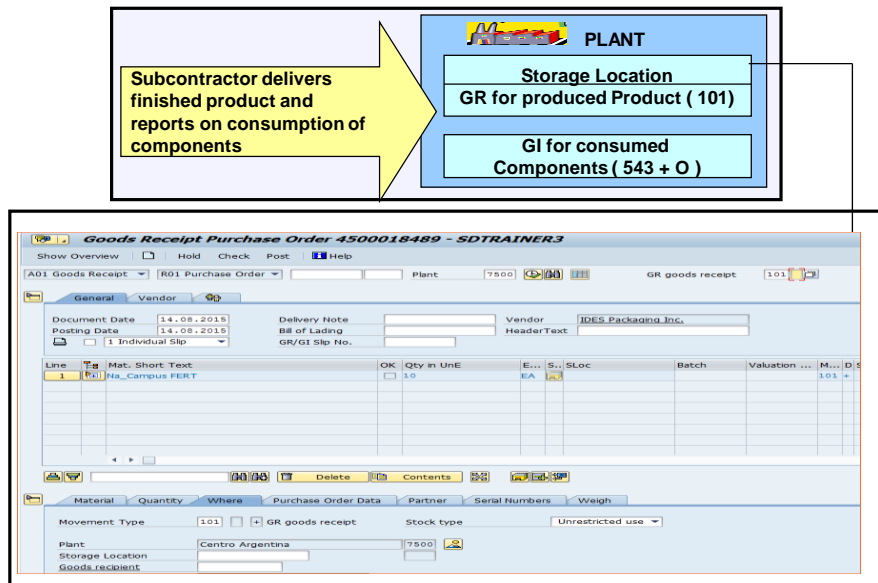 PLANT
Subcontractor delivers
finished product and
reports on consumption of
components
Storage Location
GR for produced Product ( 101)
GI for consumed
Components ( 543 + O )
Goods Receipt Purchase Order 4500018489 - SDTRAINER3
Show Overview Hold Check Post Help
A01 Goods Receipt R01 Purchase Order Plant 7500 GR goods receipt 101
General Vendor
Document Date 14.08.2015 Delivery Note Vendor IDES Packaging Inc.
Posting Date 14.08.2015 Bill of Lading HeaderText
1 Individual Slip GR/GI Slip No.
Line Mat. Short Text OK Qty in UnE E... S.. SLoc Batch Valuation ... M... D S
1 Na_Campus FERT 10 EA 101 +
Delete Contents
Material Quantity Where Purchase Order Data Partner Serial Numbers Weigh
Movement Type 101 + GR goods receipt Stock type Unrestricted use
Plant Centro Argentina 7500
Storage Location
Goods recipient